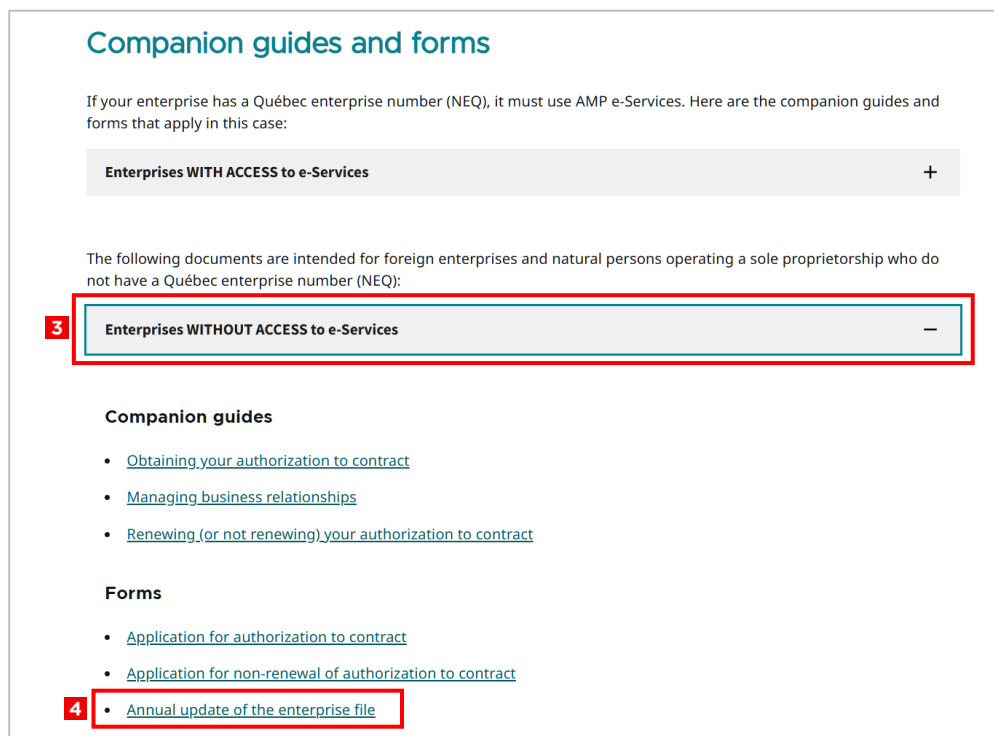 Companion guides and forms
If your enterprise has a Québec enterprise number (NEQ), it must use AMP e-Services. Here are the companion guides and
forms that apply in this case:
Enterprises WITH ACCESS to e-Services +
The following documents are intended for foreign enterprises and natural persons operating a sole proprietorship who do
not have a Québec enterprise number (NEQ):
3 Enterprises WITHOUT ACCESS to e-Services −
Companion guides
• Obtaining your authorization to contract
• Managing business relationships
• Renewing (or not renewing) your authorization to contract
Forms
• Application for authorization to contract
• Application for non-renewal of authorization to contract
4 • Annual update of the enterprise file